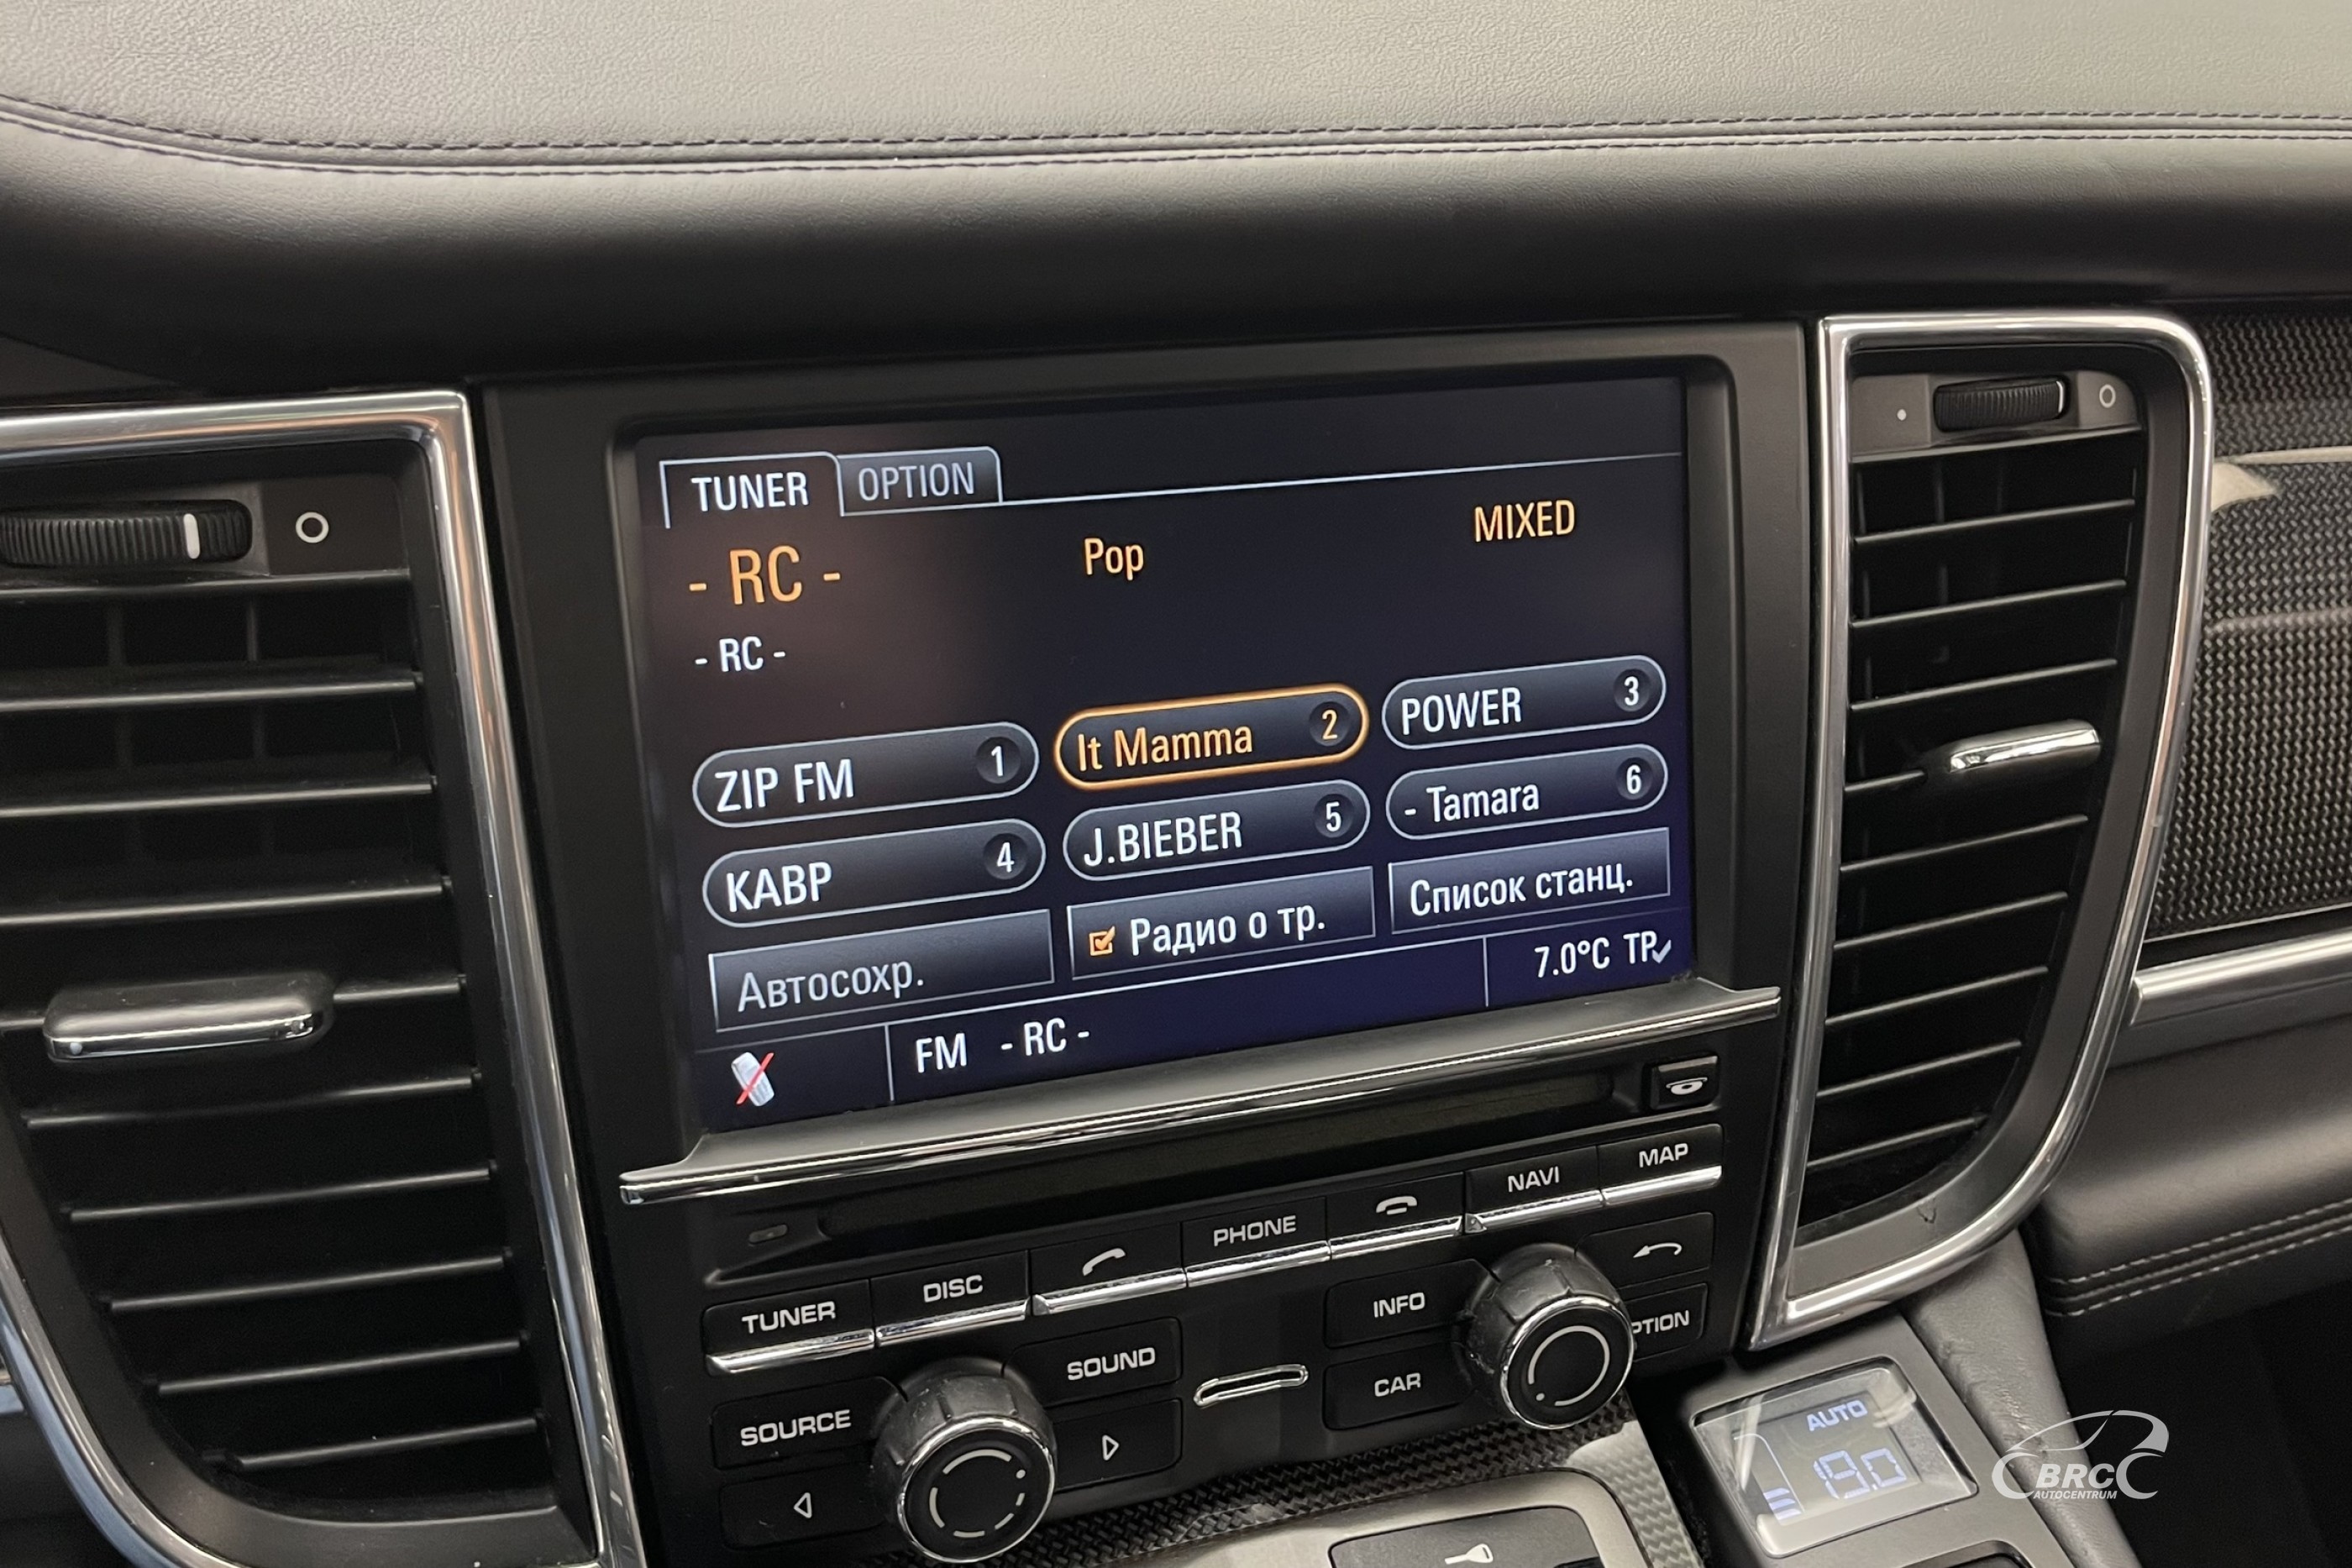 TUNER OPTION
- RC - Pop MIXED
- RC -
ZIP FM 1 It Mamma 2 POWER 3
КАВР 4 J.BIEBER 5 - Tamara 6
Автосохр. Радио о тр. Список станц.
FM - RC - 7.0°C TP
TUNER DISC PHONE NAVI MAP
SOURCE SOUND INFO
CAR
AUTO
19.0
BRC
AUTOCENTRUM